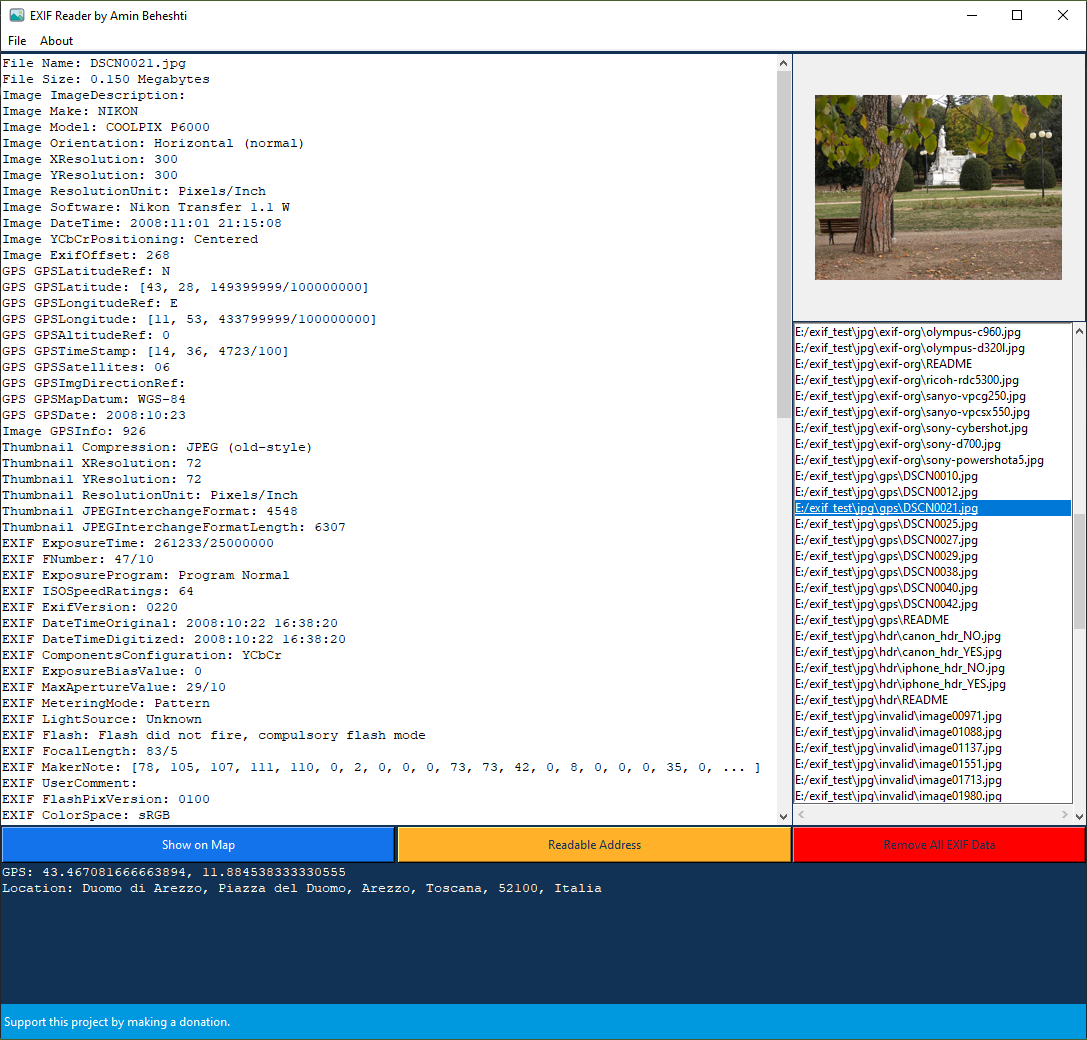 EXIF Reader by Amin Beheshti
File About
File Name: DSCN0021.jpg
File Size: 0.150 Megabytes
Image ImageDescription:
Image Make: NIKON
Image Model: COOLPIX P6000
Image Orientation: Horizontal (normal)
Image XResolution: 300
Image YResolution: 300
Image ResolutionUnit: Pixels/Inch
Image Software: Nikon Transfer 1.1 W
Image DateTime: 2008:11:01 21:15:08
Image YCbCrPositioning: Centered
Image ExifOffset: 268
GPS GPSLatitudeRef: N
GPS GPSLatitude: [43, 28, 149399999/100000000]
GPS GPSLongitudeRef: E
GPS GPSLongitude: [11, 53, 433799999/100000000]
GPS GPSAltitudeRef: 0
GPS GPSTimeStamp: [14, 36, 4723/100]
GPS GPSSatellites: 06
GPS GPSImgDirectionRef:
GPS GPSMapDatum: WGS-84
GPS GPSDate: 2008:10:23
Image GPSInfo: 926
Thumbnail Compression: JPEG (old-style)
Thumbnail XResolution: 72
Thumbnail YResolution: 72
Thumbnail ResolutionUnit: Pixels/Inch
Thumbnail JPEGInterchangeFormat: 4548
Thumbnail JPEGInterchangeFormatLength: 6307
EXIF ExposureTime: 261233/25000000
EXIF FNumber: 47/10
EXIF ExposureProgram: Program Normal
EXIF ISOSpeedRatings: 64
EXIF ExifVersion: 0220
EXIF DateTimeOriginal: 2008:10:22 16:38:20
EXIF DateTimeDigitized: 2008:10:22 16:38:20
EXIF ComponentsConfiguration: YCbCr
EXIF ExposureBiasValue: 0
EXIF MaxApertureValue: 29/10
EXIF MeteringMode: Pattern
EXIF LightSource: Unknown
EXIF Flash: Flash did not fire, compulsory flash mode
EXIF FocalLength: 83/5
EXIF MakerNote: [78, 105, 107, 111, 110, 0, 2, 0, 0, 0, 73, 73, 42, 0, 8, 0, 0, 0, 35, 0, ... ]
EXIF UserComment:
EXIF FlashPixVersion: 0100
EXIF ColorSpace: sRGB
E:/exif_test\jpg\exif-org\olympus-c960.jpg
E:/exif_test\jpg\exif-org\olympus-d320l.jpg
E:/exif_test\jpg\exif-org\README
E:/exif_test\jpg\exif-org\ricoh-rdc5300.jpg
E:/exif_test\jpg\exif-org\sanyo-vpcg250.jpg
E:/exif_test\jpg\exif-org\sanyo-vpcsx550.jpg
E:/exif_test\jpg\exif-org\sony-cybershot.jpg
E:/exif_test\jpg\exif-org\sony-d700.jpg
E:/exif_test\jpg\exif-org\sony-powershota5.jpg
E:/exif_test\jpg\gps\DSCN0010.jpg
E:/exif_test\jpg\gps\DSCN0012.jpg
E:/exif_test\jpg\gps\DSCN0021.jpg
E:/exif_test\jpg\gps\DSCN0025.jpg
E:/exif_test\jpg\gps\DSCN0027.jpg
E:/exif_test\jpg\gps\DSCN0029.jpg
E:/exif_test\jpg\gps\DSCN0038.jpg
E:/exif_test\jpg\gps\DSCN0040.jpg
E:/exif_test\jpg\gps\DSCN0042.jpg
E:/exif_test\jpg\gps\README
E:/exif_test\jpg\hdr\canon_hdr_NO.jpg
E:/exif_test\jpg\hdr\canon_hdr_YES.jpg
E:/exif_test\jpg\hdr\iphone_hdr_NO.jpg
E:/exif_test\jpg\hdr\iphone_hdr_YES.jpg
E:/exif_test\jpg\hdr\README
E:/exif_test\jpg\invalid\image00971.jpg
E:/exif_test\jpg\invalid\image01088.jpg
E:/exif_test\jpg\invalid\image01137.jpg
E:/exif_test\jpg\invalid\image01551.jpg
E:/exif_test\jpg\invalid\image01713.jpg
E:/exif_test\jpg\invalid\image01980.jpg
Show on Map
Readable Address
Remove All EXIF Data
GPS: 43.467081666663894, 11.884538333330555
Location: Duomo di Arezzo, Piazza del Duomo, Arezzo, Toscana, 52100, Italia
Support this project by making a donation.